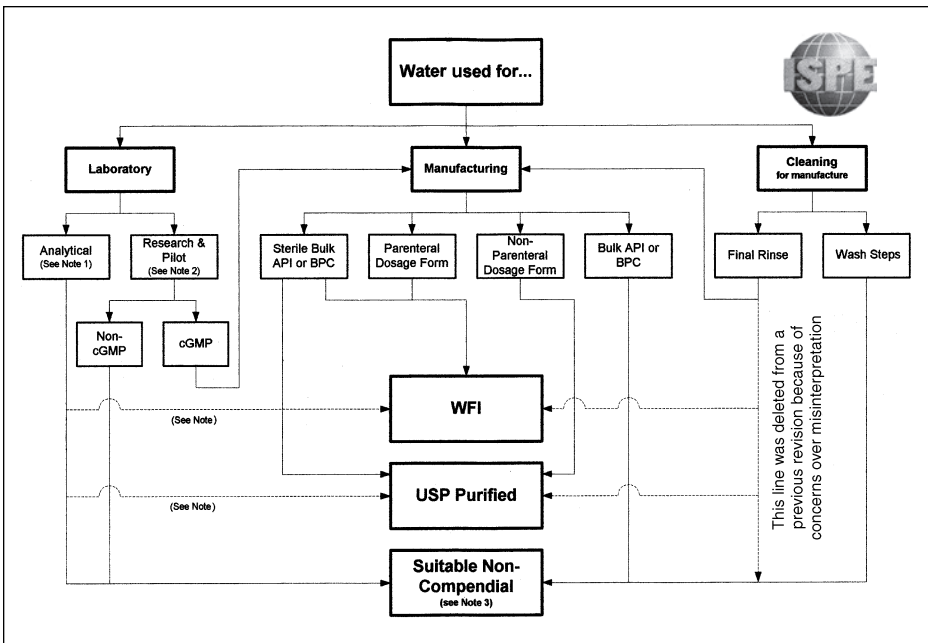 Water used for...
ISPE
Laboratory
Manufacturing
Cleaning
for manufacture
Analytical
(See Note 1)
Research &
Pilot
(See Note 2)
Sterile Bulk
API or BPC
Parenteral
Dosage Form
Non-
Parenteral
Dosage Form
Bulk API or
BPC
Final Rinse
Wash Steps
Non-
cGMP
cGMP
WFI
(See Note)
USP Purified
(See Note)
Suitable Non-
Compendial
(see Note 3)
This line was deleted from a
previous revision because of
concerns over misinterpretation